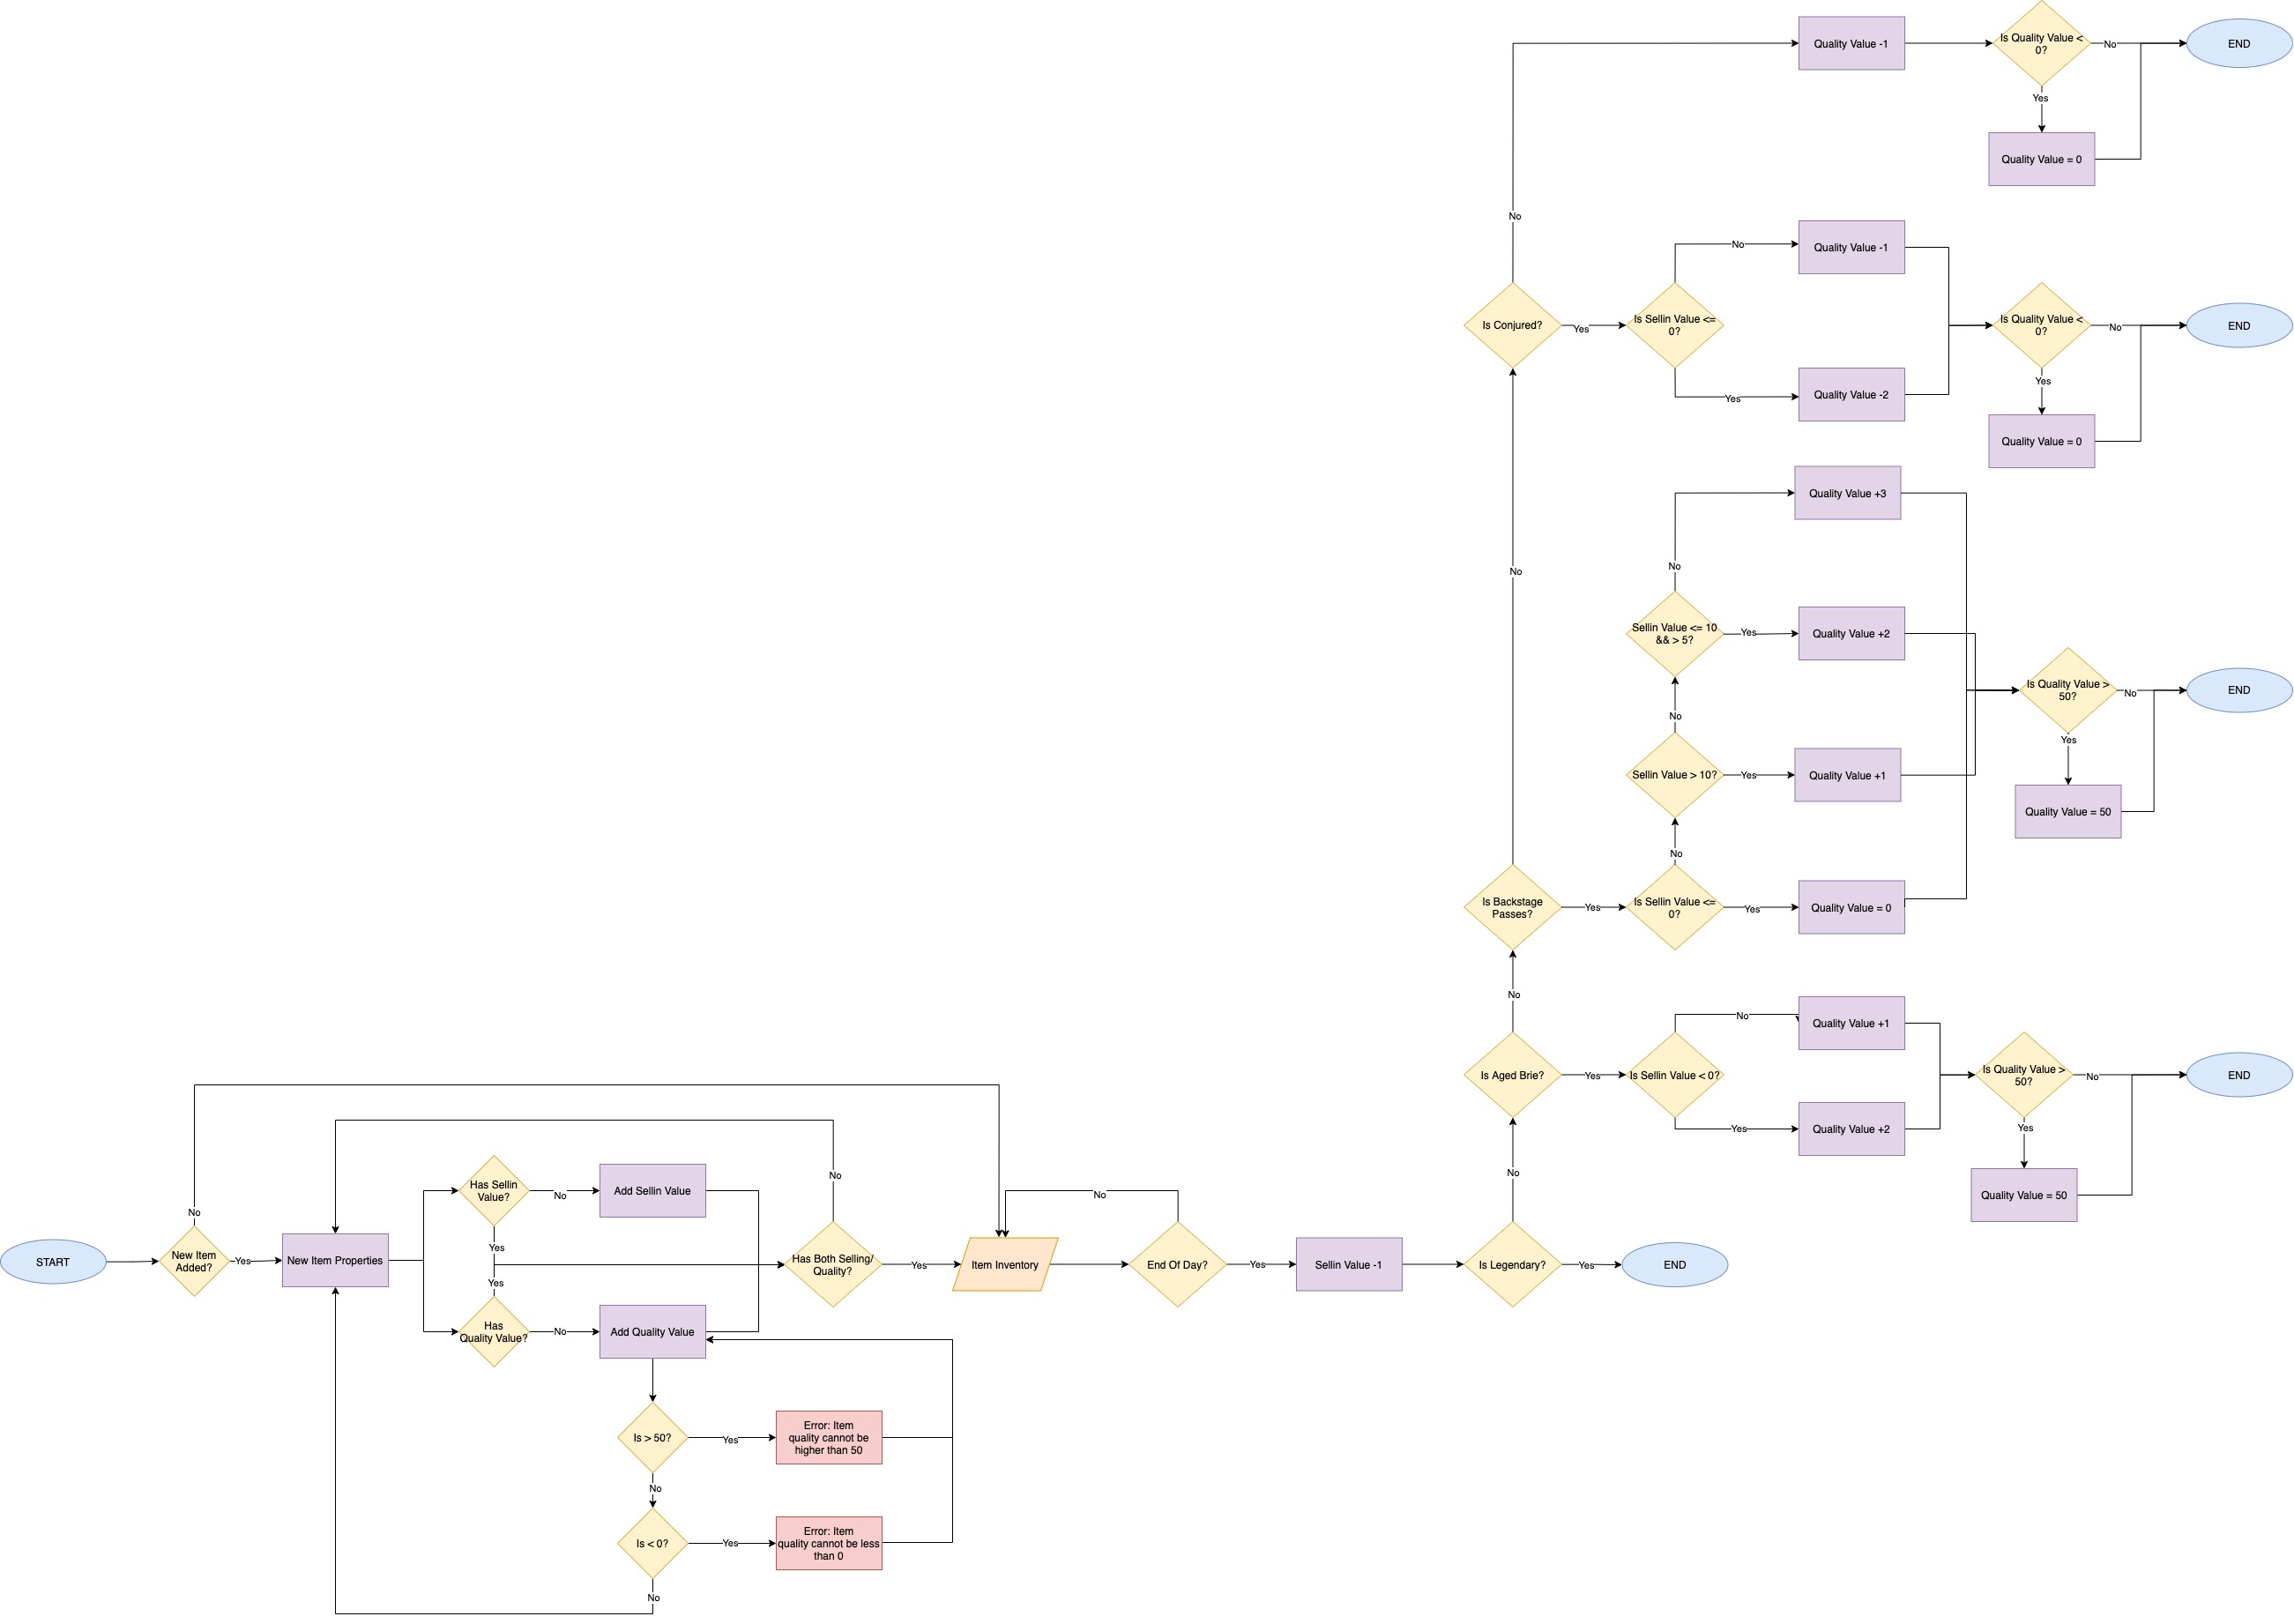 Quality Value -1
Is Quality Value <
0?
No
END
Yes
Quality Value = 0
No
No
Quality Value -1
Is Conjured?
Yes
Is Sellin Value <=
0?
Is Quality Value <
0?
No
END
Yes
Quality Value -2
Yes
Quality Value = 0
Quality Value +3
No
No
Sellin Value <= 10
&& > 5?
Yes
Quality Value +2
Is Quality Value >
50?
No
END
No
Yes
Sellin Value > 10?
Yes
Quality Value +1
Quality Value = 50
No
Is Backstage
Passes?
Yes
Is Sellin Value <=
0?
Yes
Quality Value = 0
No
No
Quality Value +1
Is Aged Brie?
Yes
Is Sellin Value < 0?
Is Quality Value >
50?
No
END
Yes
Quality Value +2
Yes
No
Quality Value = 50
No
No
Has Sellin
Value?
No
Add Sellin Value
No
START
New Item
Added?
Yes
New Item Properties
Yes
Has Both Selling/
Quality?
Yes
Item Inventory
End Of Day?
Yes
Sellin Value -1
Is Legendary?
Yes
END
Yes
Has
Quality Value?
No
Add Quality Value
Is > 50?
Yes
Error: Item
quality cannot be
higher than 50
No
Is < 0?
Yes
Error: Item
quality cannot be less
than 0
No